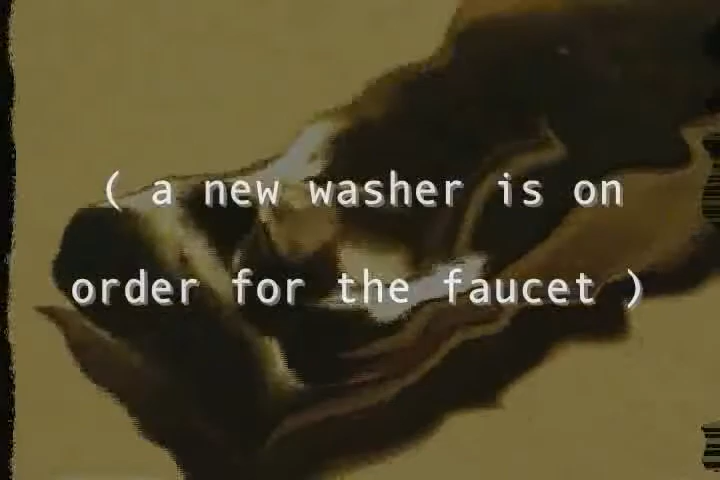 ( a new washer is on
order for the faucet )